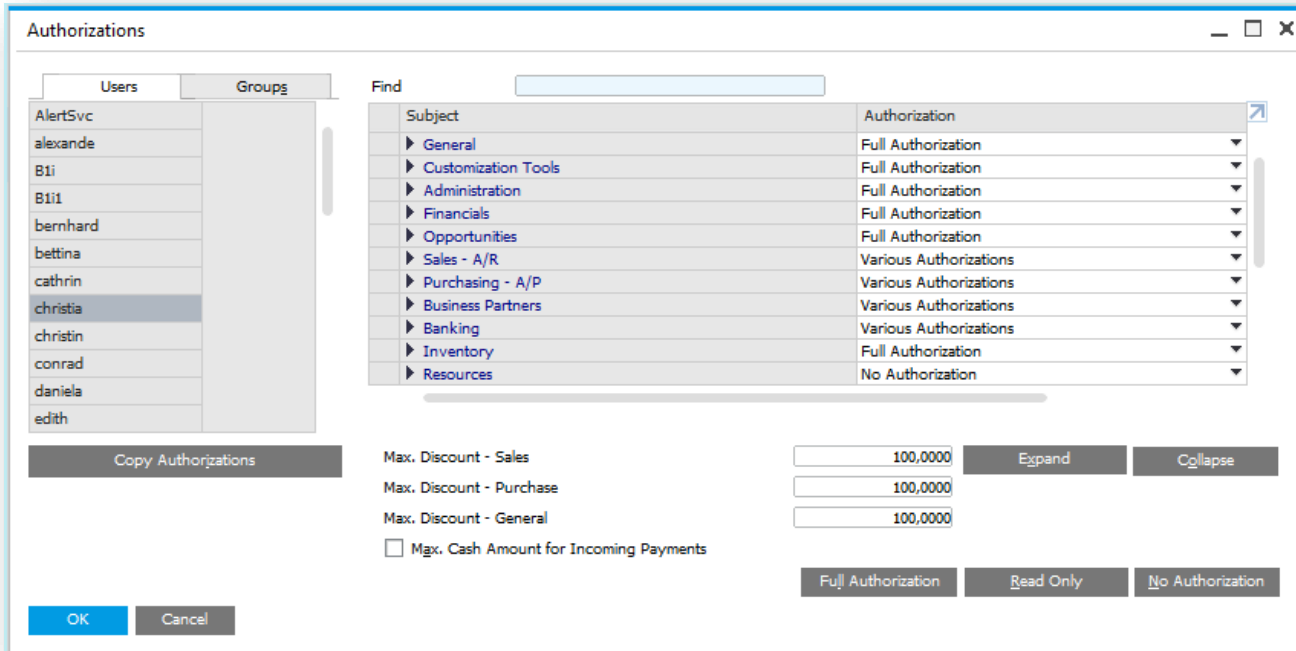 Authorizations
Users Groups
AlertSvc
alexande
B1i
B1i1
bernhard
bettina
cathrin
christia
christin
conrad
daniela
edith
Copy Authorizations
Find
Subject Authorization
General Full Authorization
Customization Tools Full Authorization
Administration Full Authorization
Financials Full Authorization
Opportunities Full Authorization
Sales - A/R Various Authorizations
Purchasing - A/P Various Authorizations
Business Partners Various Authorizations
Banking Various Authorizations
Inventory Full Authorization
Resources No Authorization
Max. Discount - Sales 100,0000 Expand Collapse
Max. Discount - Purchase 100,0000
Max. Discount - General 100,0000
Max. Cash Amount for Incoming Payments
Full Authorization Read Only No Authorization
OK Cancel